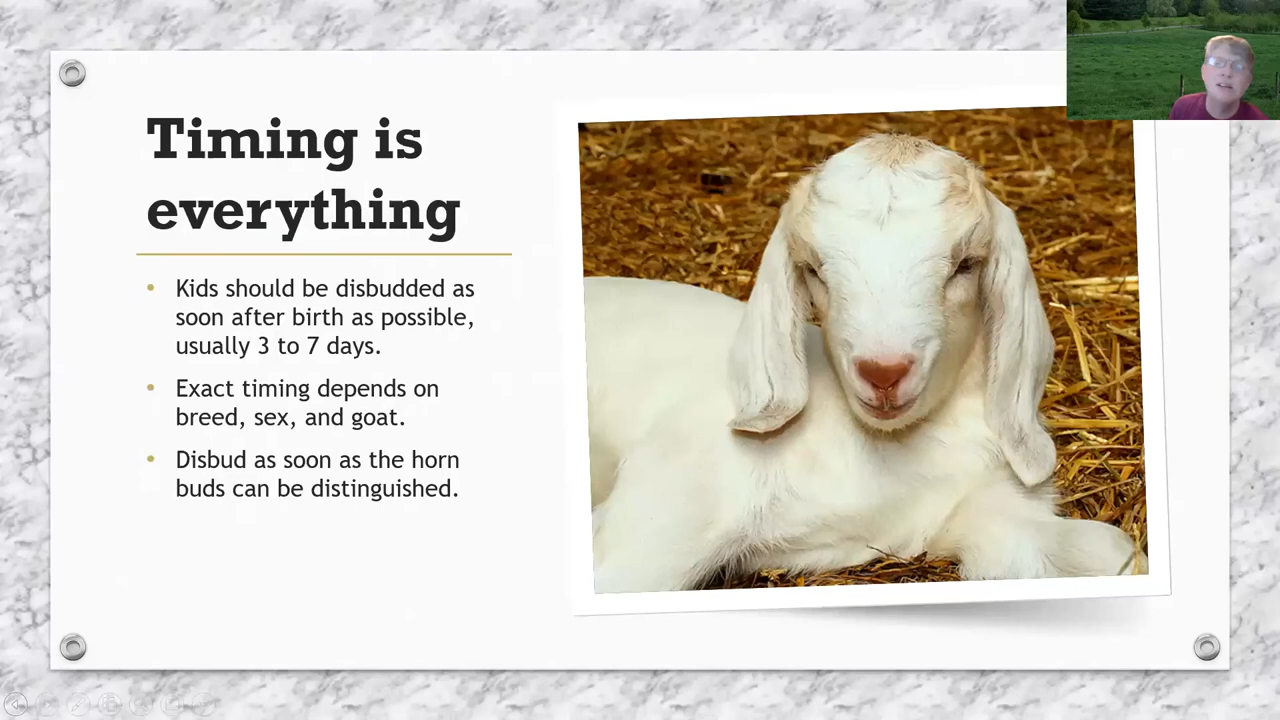 Timing is
everything
• Kids should be disbudded as
soon after birth as possible,
usually 3 to 7 days.
• Exact timing depends on
breed, sex, and goat.
• Disbud as soon as the horn
buds can be distinguished.